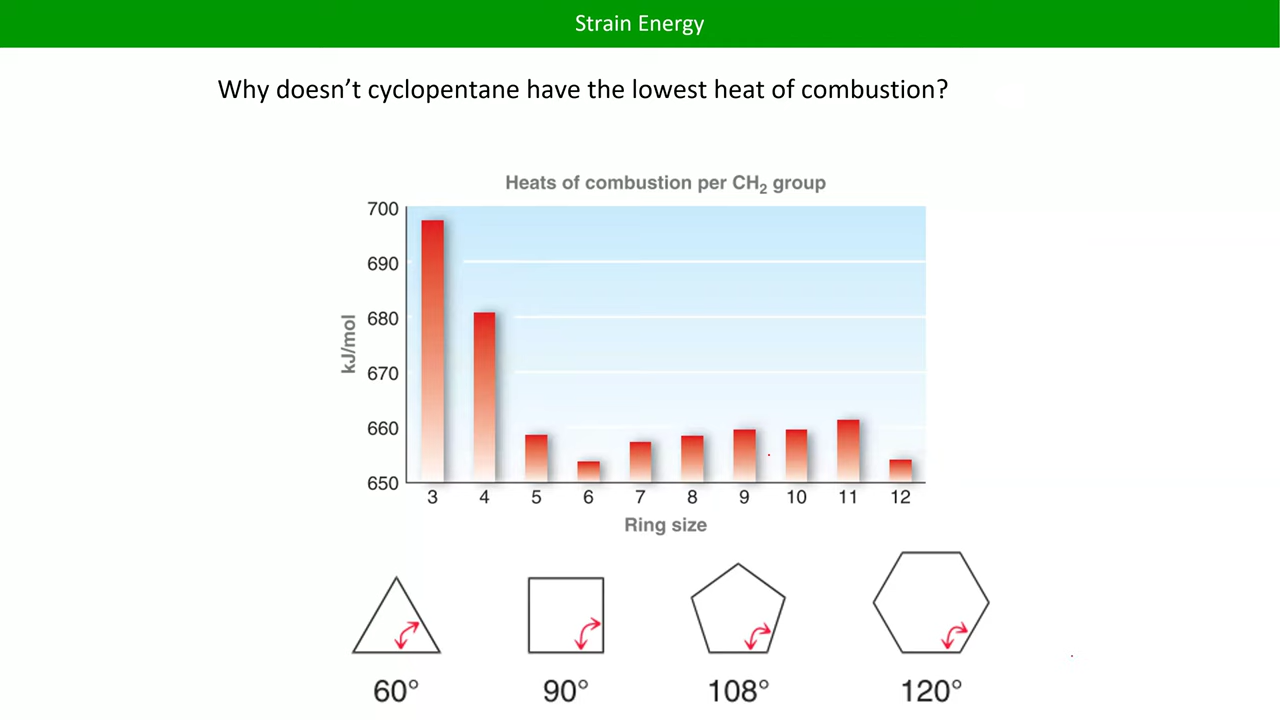 Strain Energy
Why doesn’t cyclopentane have the lowest heat of combustion?
Heats of combustion per CH₂ group
700
690
680
670
660
650
kJ/mol
3 4 5 6 7 8 9 10 11 12
Ring size
60° 90° 108° 120°